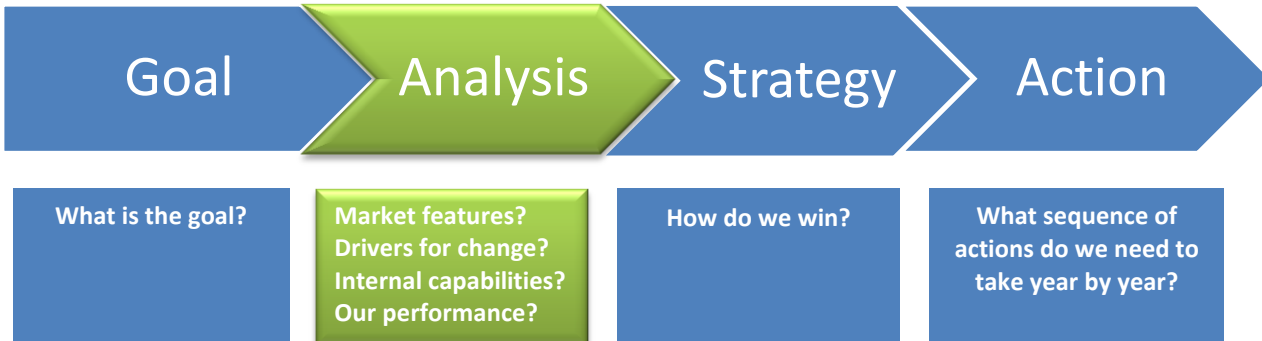 Goal
Analysis
Strategy
Action
What is the goal?
Market features?
Drivers for change?
Internal capabilities?
Our performance?
How do we win?
What sequence of
actions do we need to
take year by year?